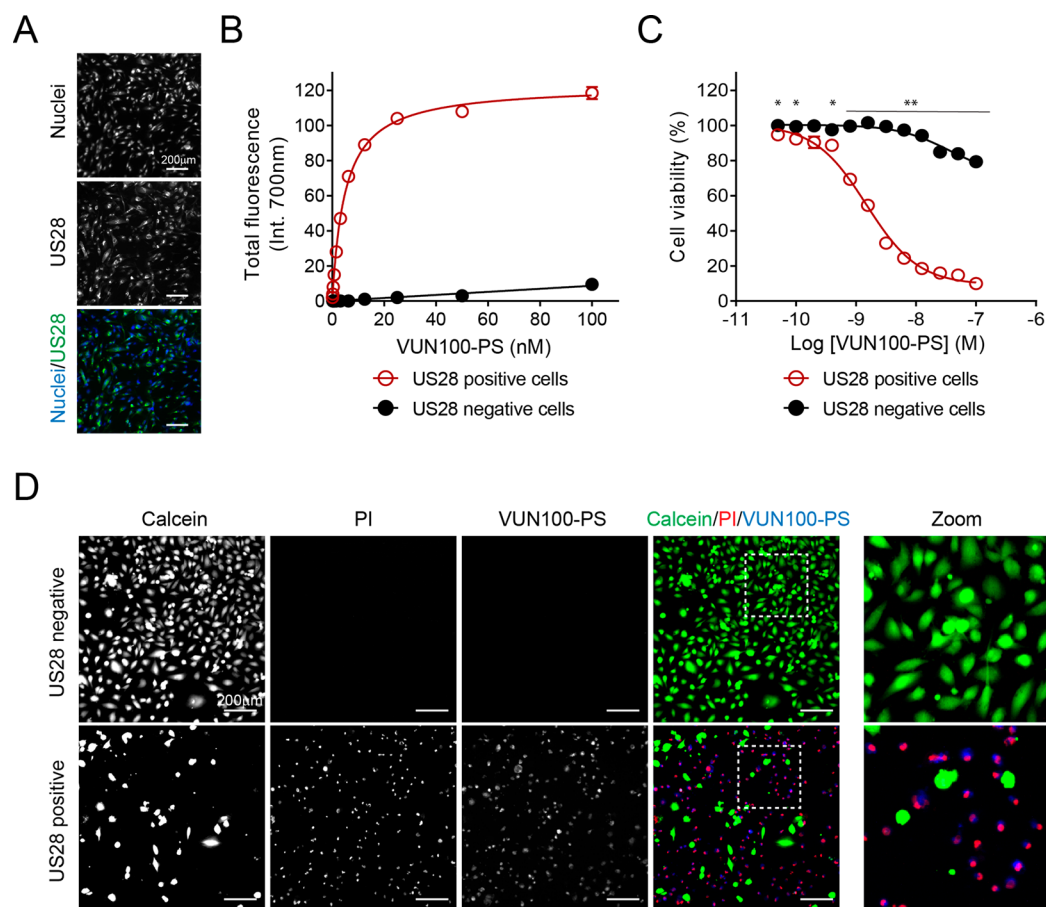 A
Nuclei
200µm
US28
Nuclei/US28
B
Total fluorescence
(Int. 700nm)
120
100
80
60
40
20
0
0 20 40 60 80 100
VUN100-PS (nM)
US28 positive cells
US28 negative cells
C
Cell viability (%)
120
100
80
60
40
20
0
* * * **
-11 -10 -9 -8 -7 -6
Log [VUN100-PS] (M)
US28 positive cells
US28 negative cells
D
Calcein PI VUN100-PS Calcein/PI/VUN100-PS Zoom
US28 negative
200µm
US28 positive